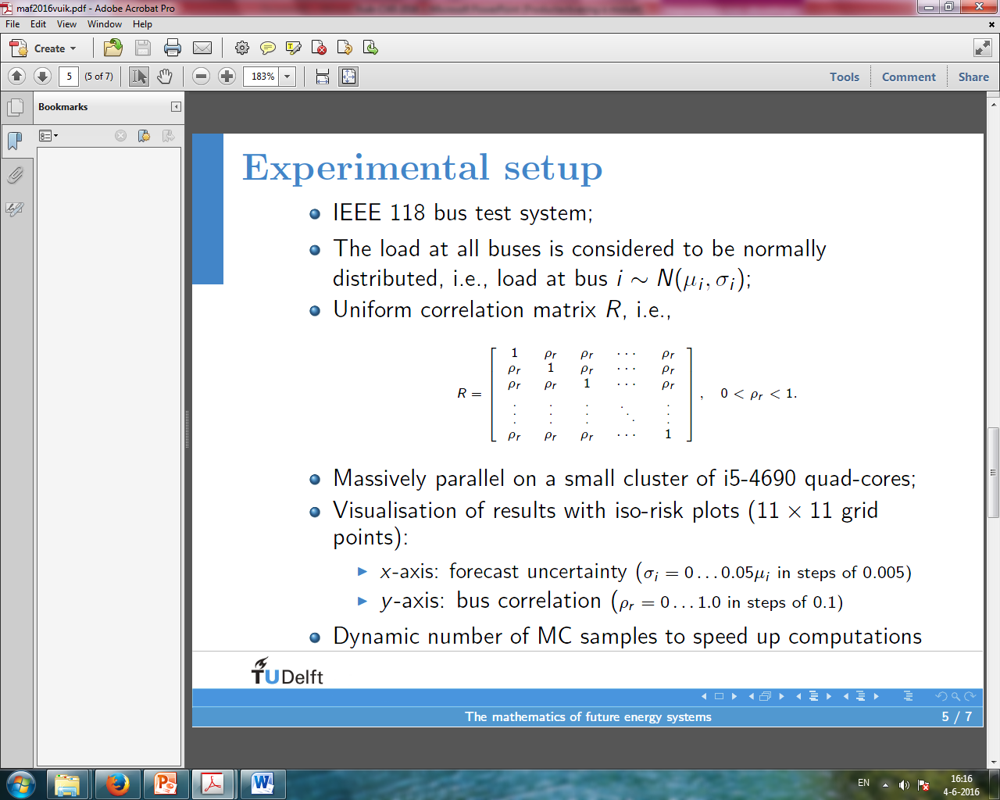 maf2016vuik.pdf - Adobe Acrobat Pro
File Edit View Window Help
Create
5 (5 of 7) 183% Tools Comment Share
Bookmarks
Experimental setup
IEEE 118 bus test system;
The load at all buses is considered to be normally
distributed, i.e., load at bus i ∼ N(μi, σi);
Uniform correlation matrix R, i.e.,
1 ρr ρr ··· ρr
ρr 1 ρr ··· ρr
ρr ρr 1 ··· ρr
R = ⋮ ⋮ ⋮ ⋱ ⋮ , 0 < ρr < 1.
ρr ρr ρr ··· 1
Massively parallel on a small cluster of i5-4690 quad-cores;
Visualisation of results with iso-risk plots (11 × 11 grid
points):
x-axis: forecast uncertainty (σi = 0...0.05μi in steps of 0.005)
y-axis: bus correlation (ρr = 0...1.0 in steps of 0.1)
Dynamic number of MC samples to speed up computations
TUDelft
The mathematics of future energy systems 5 / 7
EN 16:16
4-6-2016